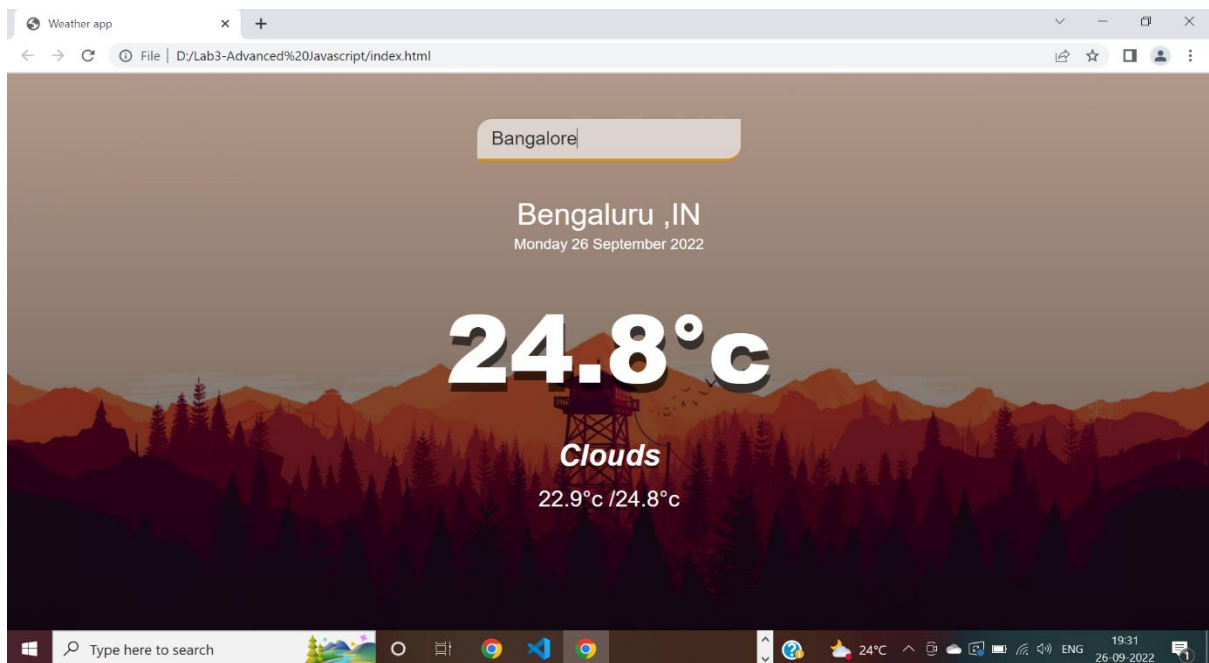 Weather app
File | D:/Lab3-Advanced%20Javascript/index.html
Bangalore
Bengaluru ,IN
Monday 26 September 2022
24.8°c
Clouds
22.9°c /24.8°c
Type here to search
24°C
ENG
19:31
26-09-2022
1